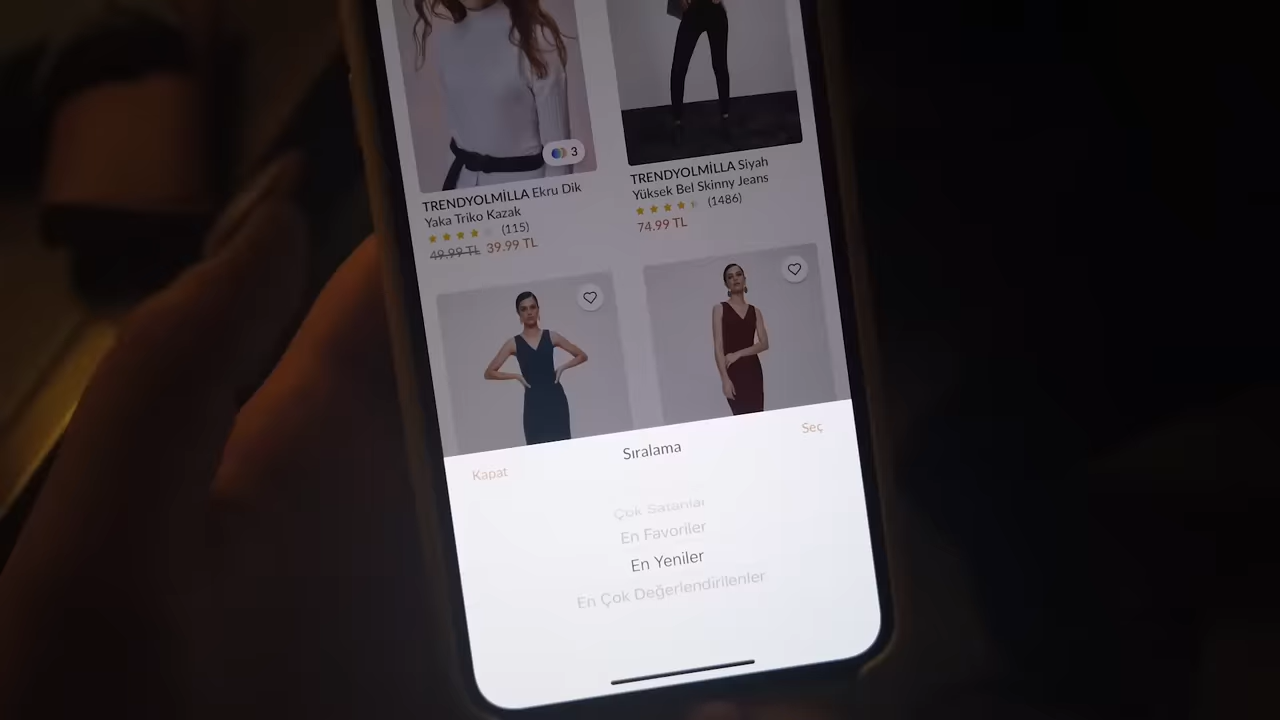 3
TRENDYOLMİLLA Ekru Dik
Yaka Triko Kazak
(115)
49.99 TL 39.99 TL
TRENDYOLMİLLA Siyah
Yüksek Bel Skinny Jeans
(1486)
74.99 TL
Kapat
Sıralama
Seç
Çok Satanlar
En Favoriler
En Yeniler
En Çok Değerlendirilenler